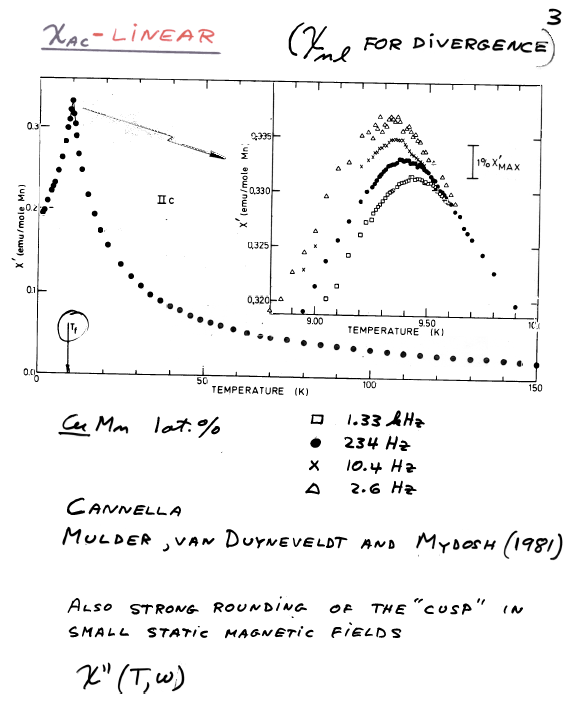 3
χAC - LINEAR
(χnl FOR DIVERGENCE)
χ' (emu/mole Mn)
0.3
0.2
0.1
0.0
0
50
100
150
TEMPERATURE (K)
IIc
Tf
χ' (emu/mole Mn)
0,335
0,330
0,325
0,320
9.00
9.50
TEMPERATURE (K)
1% χ'MAX
Cu Mn 1at.%
□ 1.33 kHz
● 234 Hz
× 10.4 Hz
△ 2.6 Hz
CANNELLA
MULDER, VAN DUYNEVELDT AND MYDOSH (1981)
ALSO STRONG ROUNDING OF THE "CUSP" IN
SMALL STATIC MAGNETIC FIELDS
χ" (T, ω)